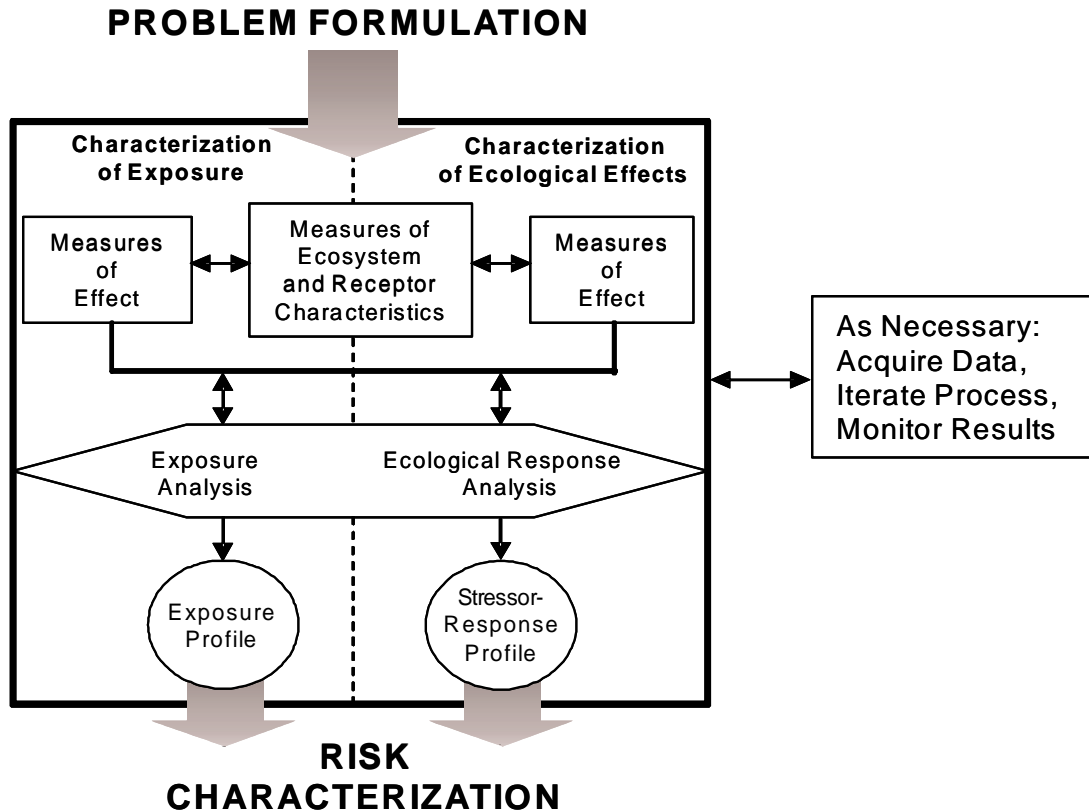 PROBLEM FORMULATION
Characterization
of Exposure
Characterization
of Ecological Effects
Measures
of
Effect
Measures of
Ecosystem
and Receptor
Characteristics
Measures
of
Effect
As Necessary:
Acquire Data,
Iterate Process,
Monitor Results
Exposure
Analysis
Ecological Response
Analysis
Exposure
Profile
Stressor-
Response
Profile
RISK
CHARACTERIZATION